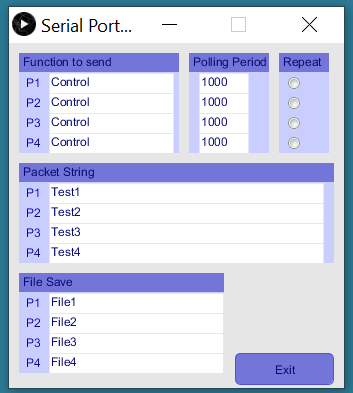 Serial Port...
Function to send
P1 Control
P2 Control
P3 Control
P4 Control
Polling Period
1000
1000
1000
1000
Repeat
Packet String
P1 Test1
P2 Test2
P3 Test3
P4 Test4
File Save
P1 File1
P2 File2
P3 File3
P4 File4
Exit